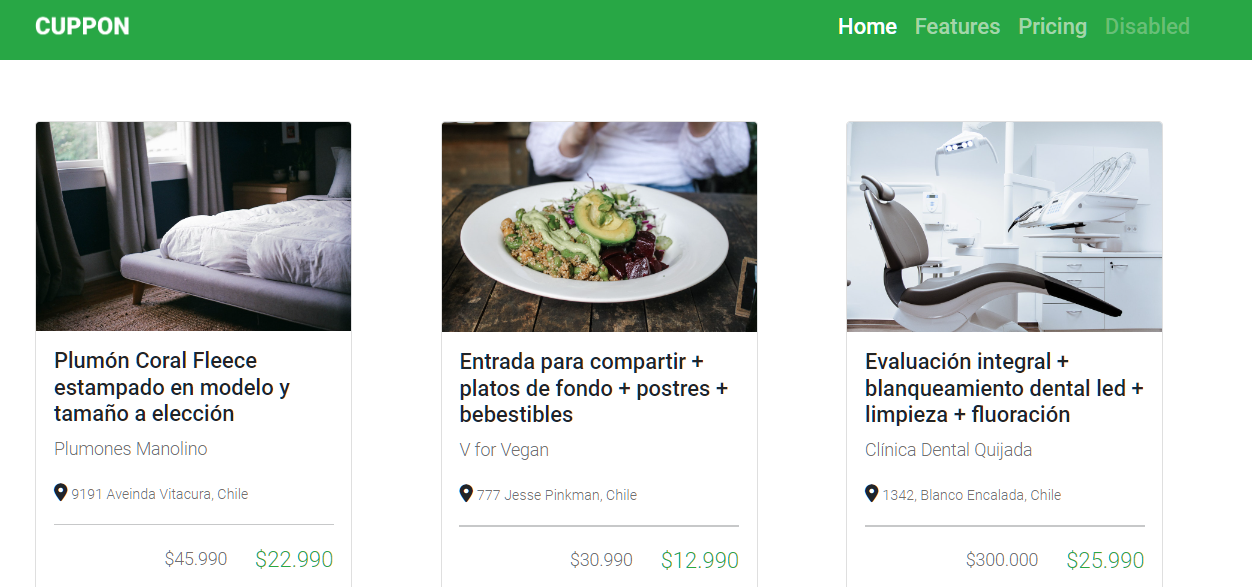 CUPPON
Home Features Pricing Disabled
Plumón Coral Fleece
estampado en modelo y
tamaño a elección
Plumones Manolino
9191 Aveinda Vitacura, Chile
$45.990 $22.990
Entrada para compartir +
platos de fondo + postres +
bebestibles
V for Vegan
777 Jesse Pinkman, Chile
$30.990 $12.990
Evaluación integral +
blanqueamiento dental led +
limpieza + fluoración
Clínica Dental Quijada
1342, Blanco Encalada, Chile
$300.000 $25.990